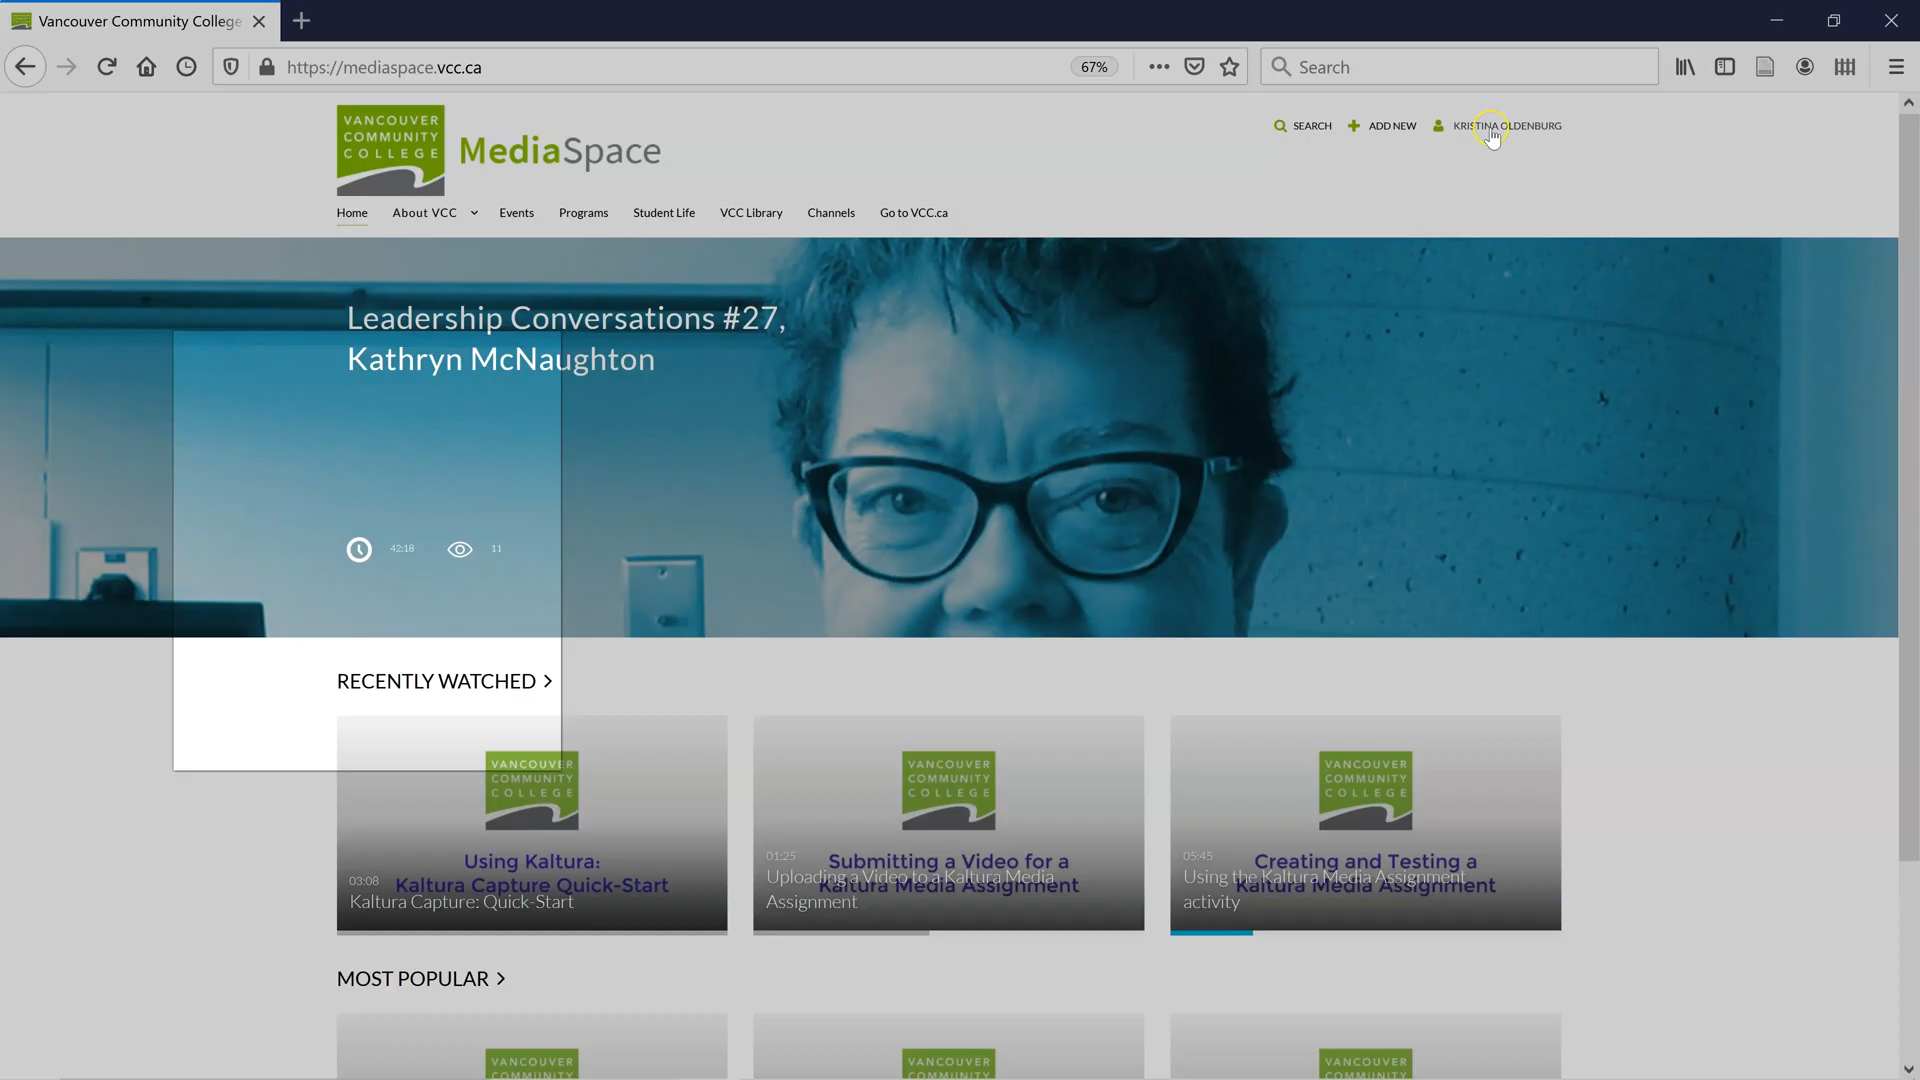 Vancouver Community College
https://mediaspace.vcc.ca
67%
Search
VANCOUVER
COMMUNITY
COLLEGE
MediaSpace
SEARCH
ADD NEW
KRISTINA OLDENBURG
Home
About VCC
Events
Programs
Student Life
VCC Library
Channels
Go to VCC.ca
Leadership Conversations #27,
Kathryn McNaughton
42:18
11
RECENTLY WATCHED >
VANCOUVER
COMMUNITY
COLLEGE
Using Kaltura:
Kaltura Capture Quick-Start
03:08
Kaltura Capture: Quick-Start
VANCOUVER
COMMUNITY
COLLEGE
Submitting a Video for a
Kaltura Media Assignment
01:25
Uploading a Video to a Kaltura Media
Assignment
VANCOUVER
COMMUNITY
COLLEGE
Creating and Testing a
Kaltura Media Assignment
05:45
Using the Kaltura Media Assignment
activity
MOST POPULAR >
VANCOUVER
COMMUNITY
VANCOUVER
COMMUNITY
VANCOUVER
COMMUNITY